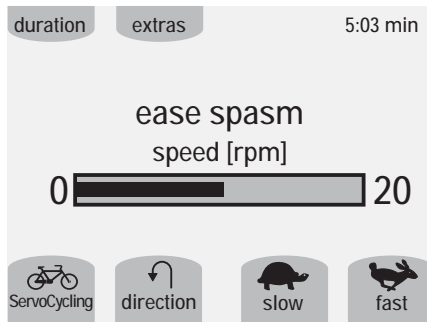 duration extras 5:03 min
ease spasm
speed [rpm]
0 20
ServoCycling direction slow fast